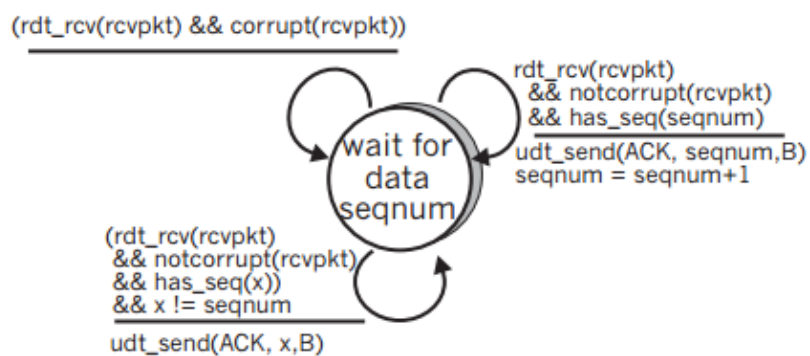 (rdt_rcv(rcvpkt) && corrupt(rcvpkt))
rdt_rcv(rcvpkt)
&& notcorrupt(rcvpkt)
&& has_seq(seqnum)
udt_send(ACK, seqnum,B)
seqnum = seqnum+1
wait for
data
seqnum
(rdt_rcv(rcvpkt)
&& notcorrupt(rcvpkt)
&& has_seq(x))
&& x != seqnum
udt_send(ACK, x,B)